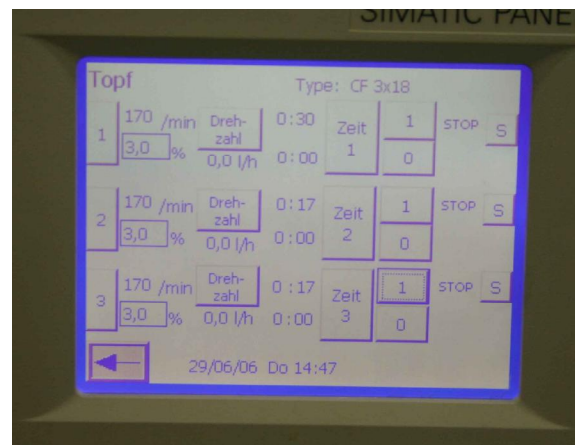 SIMATIC PANE
Topf Type: CF 3x18
1 170 /min Dreh-zahl 0:30 Zeit 1 1 STOP S
3,0 % 0,0 l/h 0:00 0
2 170 /min Dreh-zahl 0:17 Zeit 2 1 STOP S
3,0 % 0,0 l/h 0:00 0
3 170 /min Dreh-zahl 0:17 Zeit 3 1 STOP S
3,0 % 0,0 l/h 0:00 0
29/06/06 Do 14:47